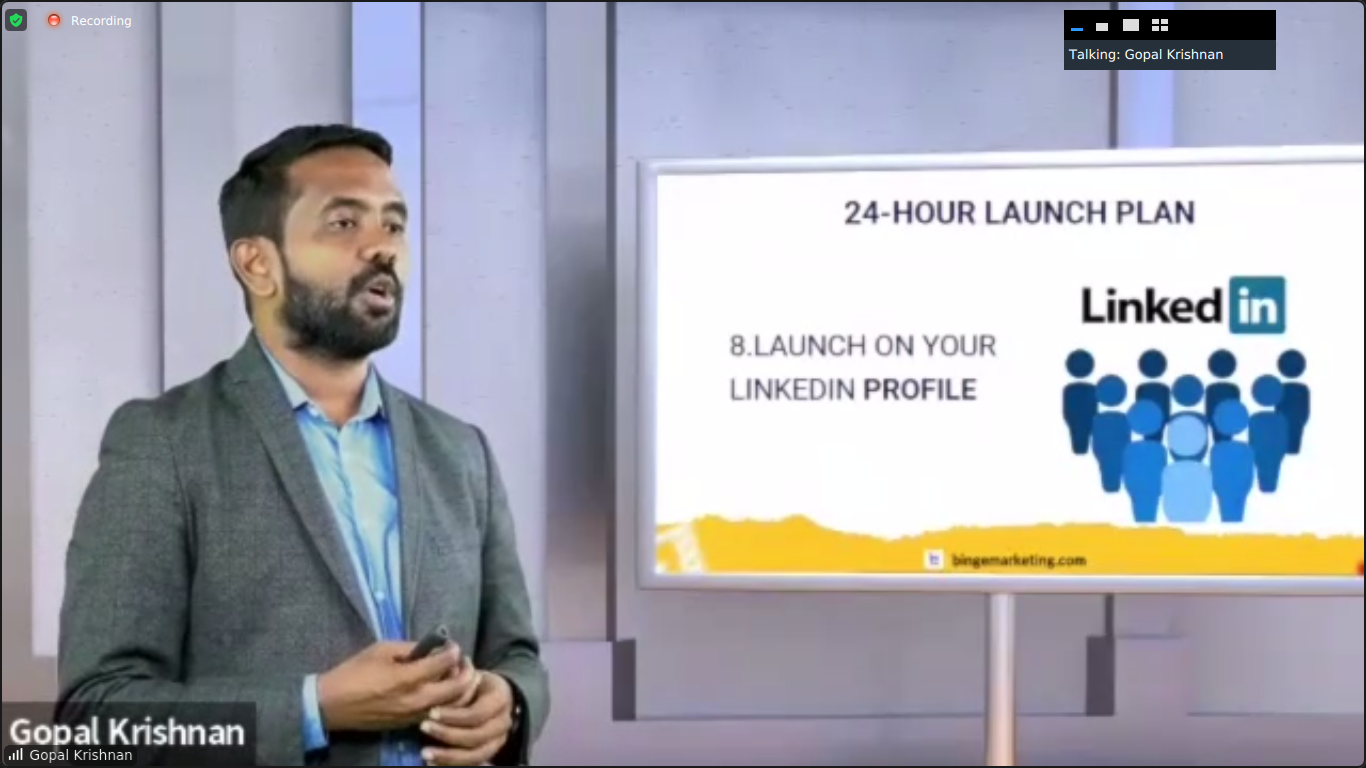 Recording
Talking: Gopal Krishnan
24-HOUR LAUNCH PLAN
Linked in
8.LAUNCH ON YOUR
LINKEDIN PROFILE
bingemarketing.com
Gopal Krishnan
Gopal Krishnan